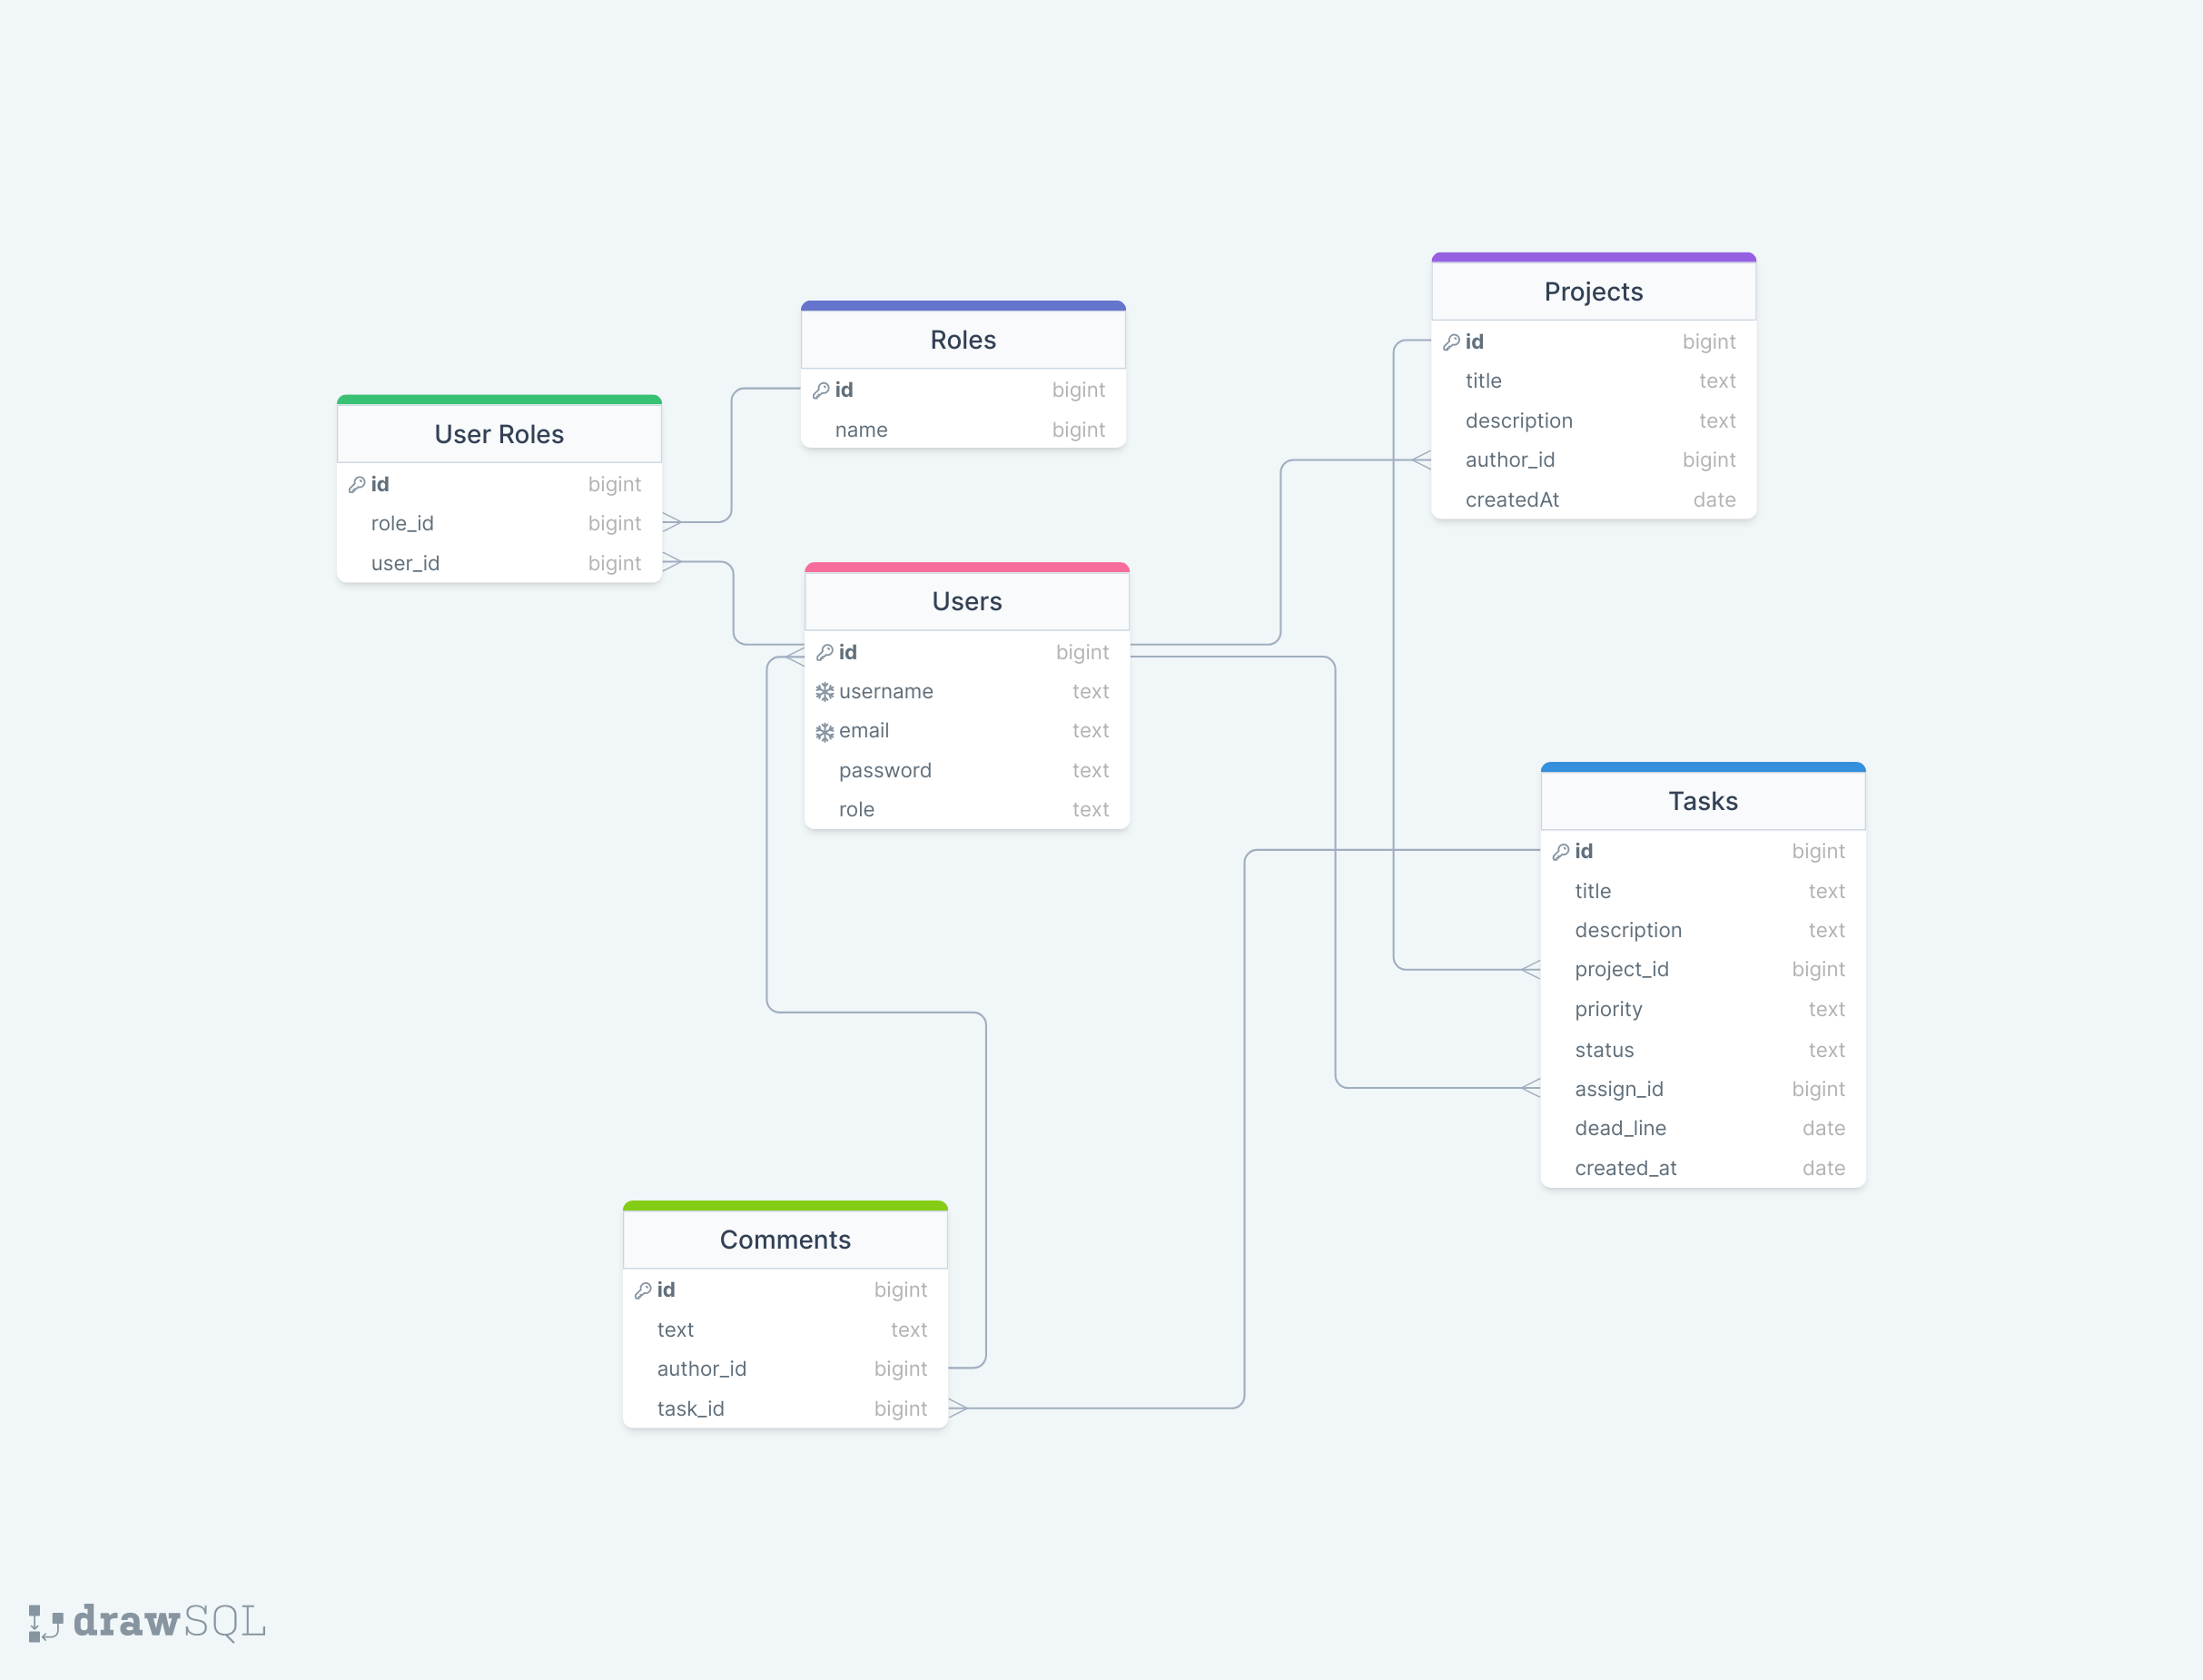 User Roles
id bigint
role_id bigint
user_id bigint
Roles
id bigint
name bigint
Users
id bigint
username text
email text
password text
role text
Projects
id bigint
title text
description text
author_id bigint
createdAt date
Tasks
id bigint
title text
description text
project_id bigint
priority text
status text
assign_id bigint
dead_line date
created_at date
Comments
id bigint
text text
author_id bigint
task_id bigint
drawSQL